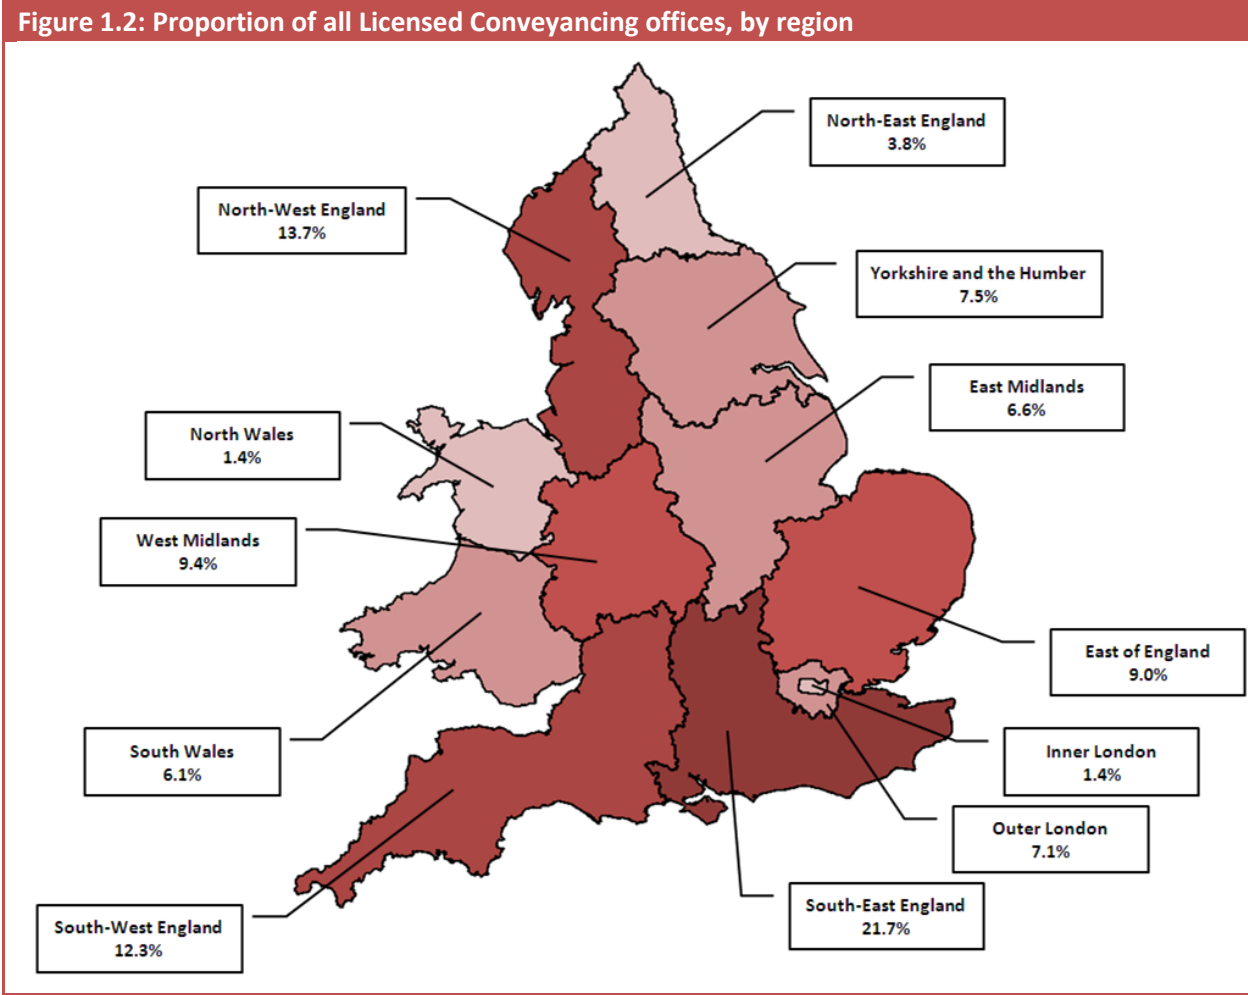 Figure 1.2: Proportion of all Licensed Conveyancing offices, by region
North-East England
3.8%
North-West England
13.7%
Yorkshire and the Humber
7.5%
East Midlands
6.6%
North Wales
1.4%
West Midlands
9.4%
East of England
9.0%
South Wales
6.1%
Inner London
1.4%
Outer London
7.1%
South-East England
21.7%
South-West England
12.3%